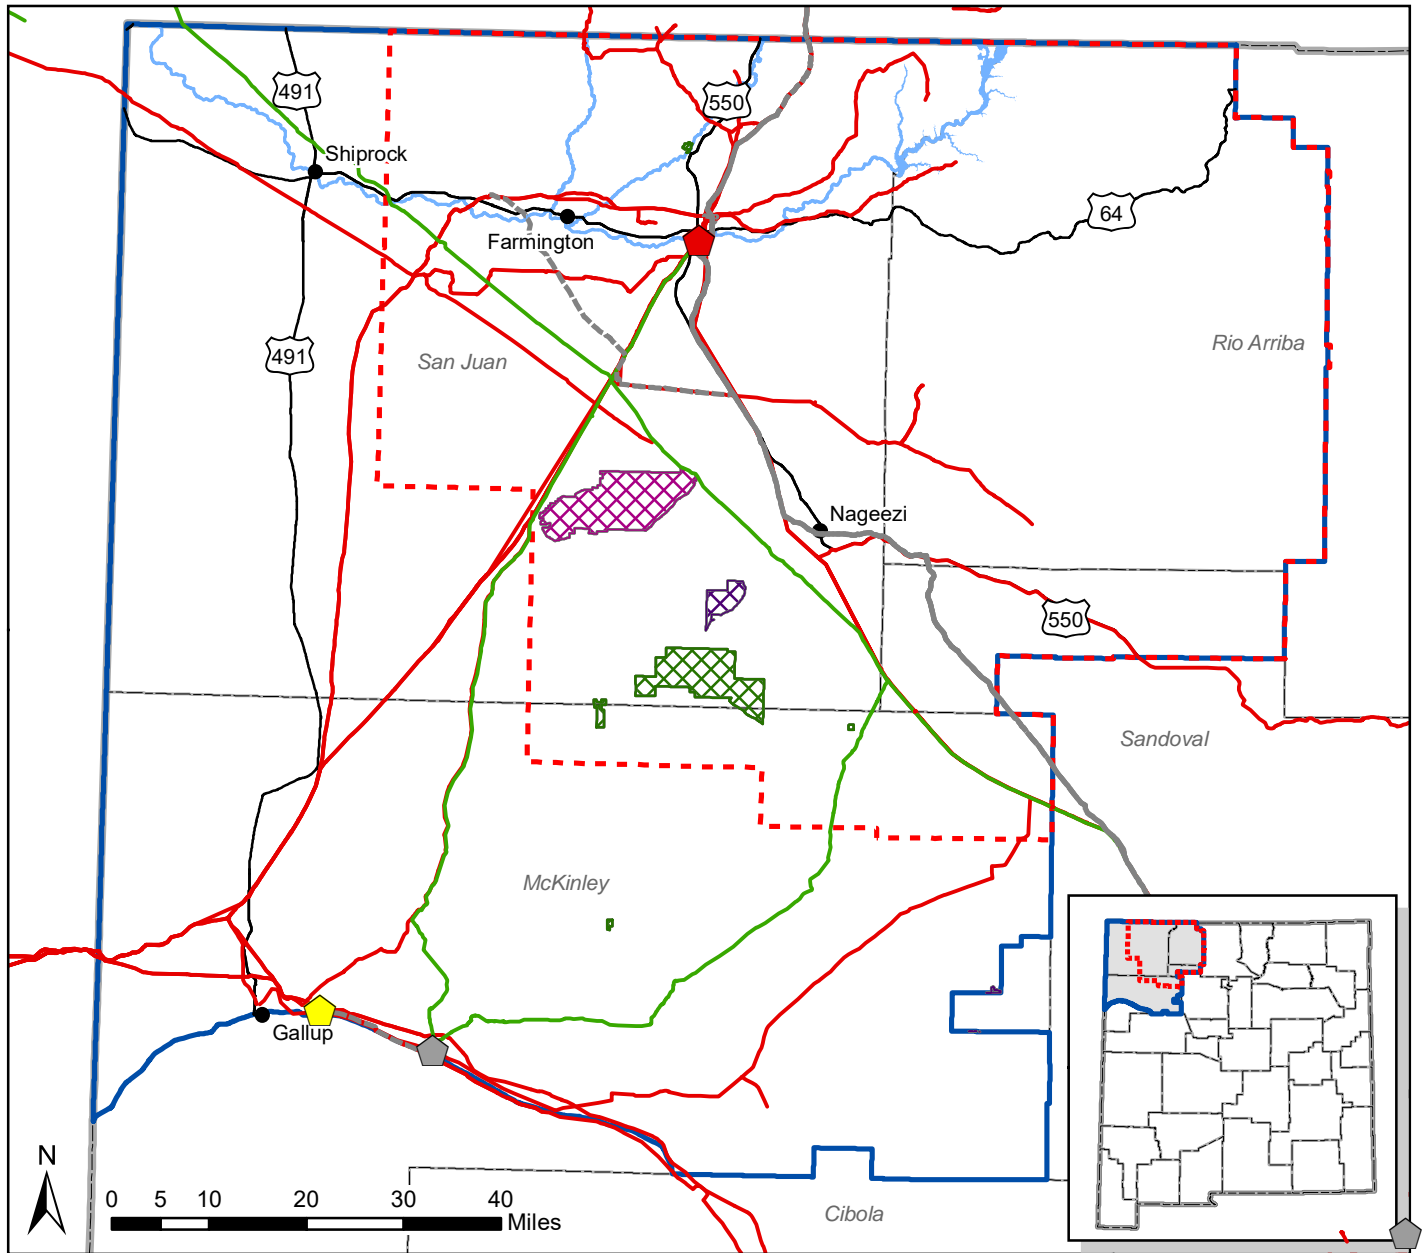 491
550
Shiprock
64
Farmington
Rio Arriba
491
San Juan
Nageezi
550
Sandoval
McKinley
Gallup
N
0 5 10 20 30 40
Miles
Cibola